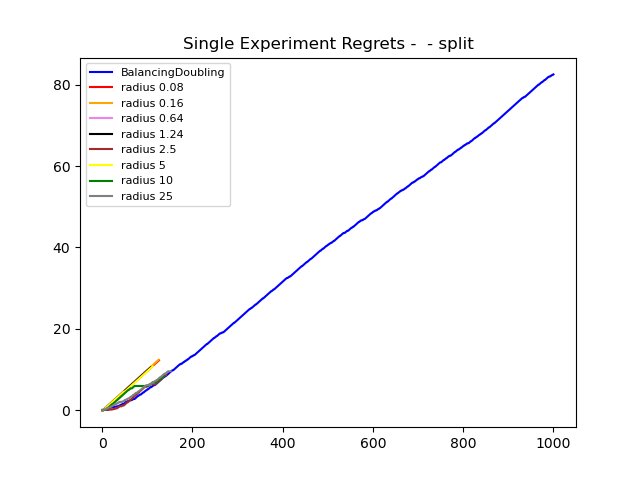 Single Experiment Regrets -  - split
BalancingDoubling
radius 0.08
radius 0.16
radius 0.64
radius 1.24
radius 2.5
radius 5
radius 10
radius 25
80
60
40
20
0
0 200 400 600 800 1000